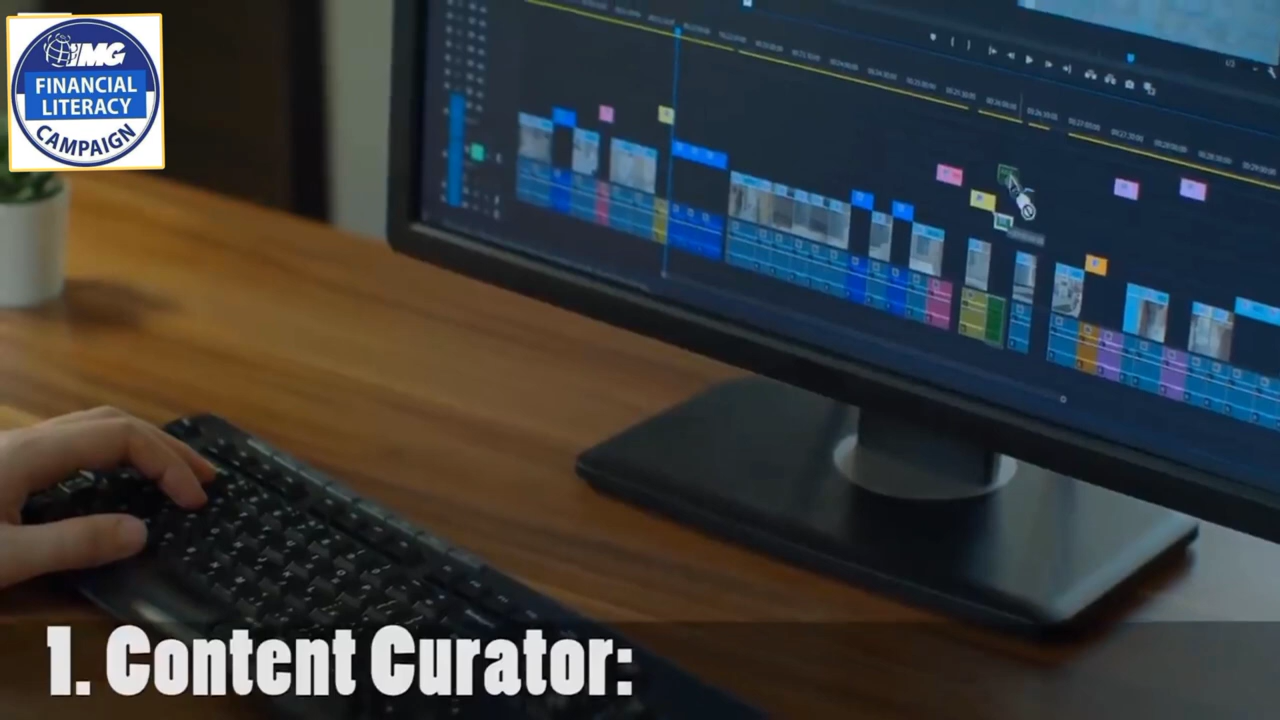 IMG
FINANCIAL
LITERACY
CAMPAIGN
1. Content Curator: